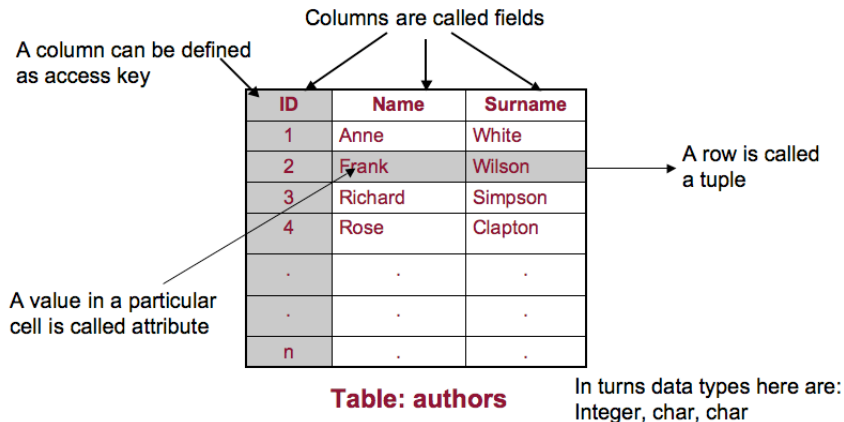 Columns are called fields
A column can be defined
as access key
ID Name Surname
1 Anne White
2 Frank Wilson
3 Richard Simpson
4 Rose Clapton
. . .
. . .
n . .
A row is called
a tuple
A value in a particular
cell is called attribute
Table: authors
In turns data types here are:
Integer, char, char